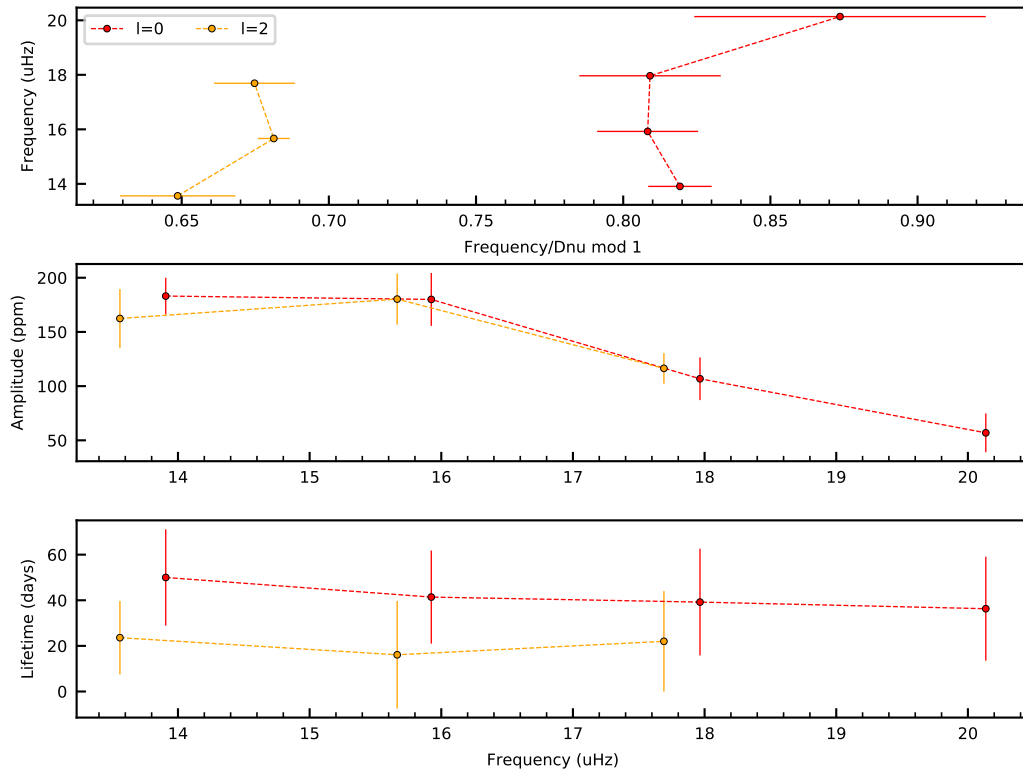 20
18
16
14
Frequency (uHz)
l=0 l=2
0.65 0.70 0.75 0.80 0.85 0.90
Frequency/Dnu mod 1
200
150
100
50
Amplitude (ppm)
14 15 16 17 18 19 20
60
40
20
0
Lifetime (days)
14 15 16 17 18 19 20
Frequency (uHz)